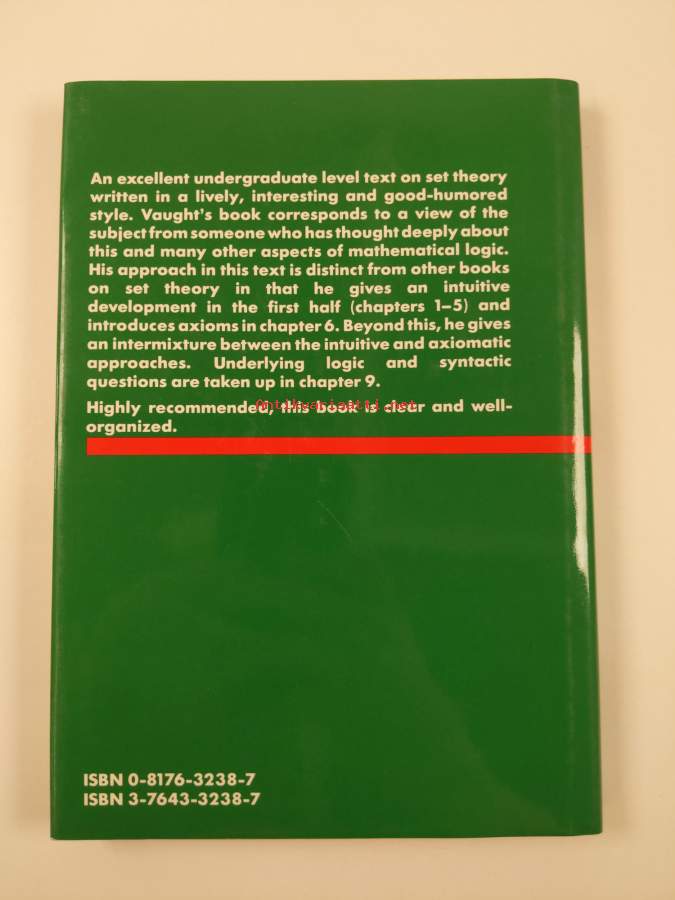 An excellent undergraduate level text on set theory
written in a lively, interesting and good-humored
style. Vaught's book corresponds to a view of the
subject from someone who has thought deeply about
this and many other aspects of mathematical logic.
His approach in this text is distinct from other books
on set theory in that he gives an intuitive
development in the first half (chapters 1–5) and
introduces axioms in chapter 6. Beyond this, he gives
an intermixture between the intuitive and axiomatic
approaches. Underlying logic and syntactic
questions are taken up in chapter 9.
Highly recommended, this book is clear and well-
organized.
Antikvariaatti.net
ISBN 0-8176-3238-7
ISBN 3-7643-3238-7